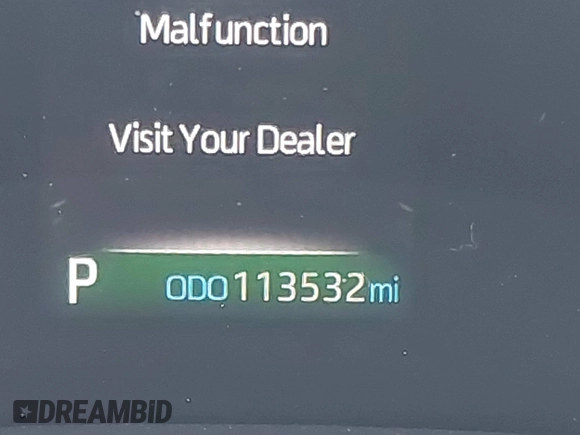 Malfunction
Visit Your Dealer
P ODO 113532 mi
DREAMBID